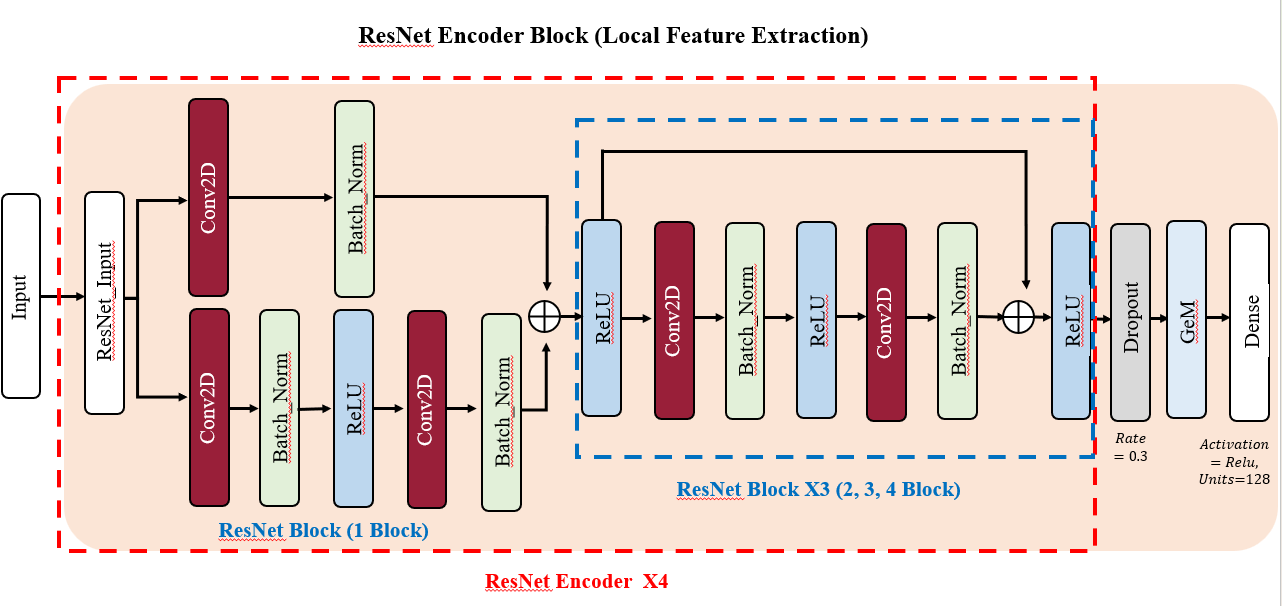 ResNet Encoder Block (Local Feature Extraction)
Input
ResNet_Input
Conv2D
Batch_Norm
Conv2D
Batch_Norm
ReLU
Conv2D
Batch_Norm
ReLU
Conv2D
Batch_Norm
ReLU
Conv2D
Batch_Norm
ReLU
Dropout
GeM
Dense
Rate
= 0.3
Activation
= Relu,
Units=128
ResNet Block X3 (2, 3, 4 Block)
ResNet Block (1 Block)
ResNet Encoder X4